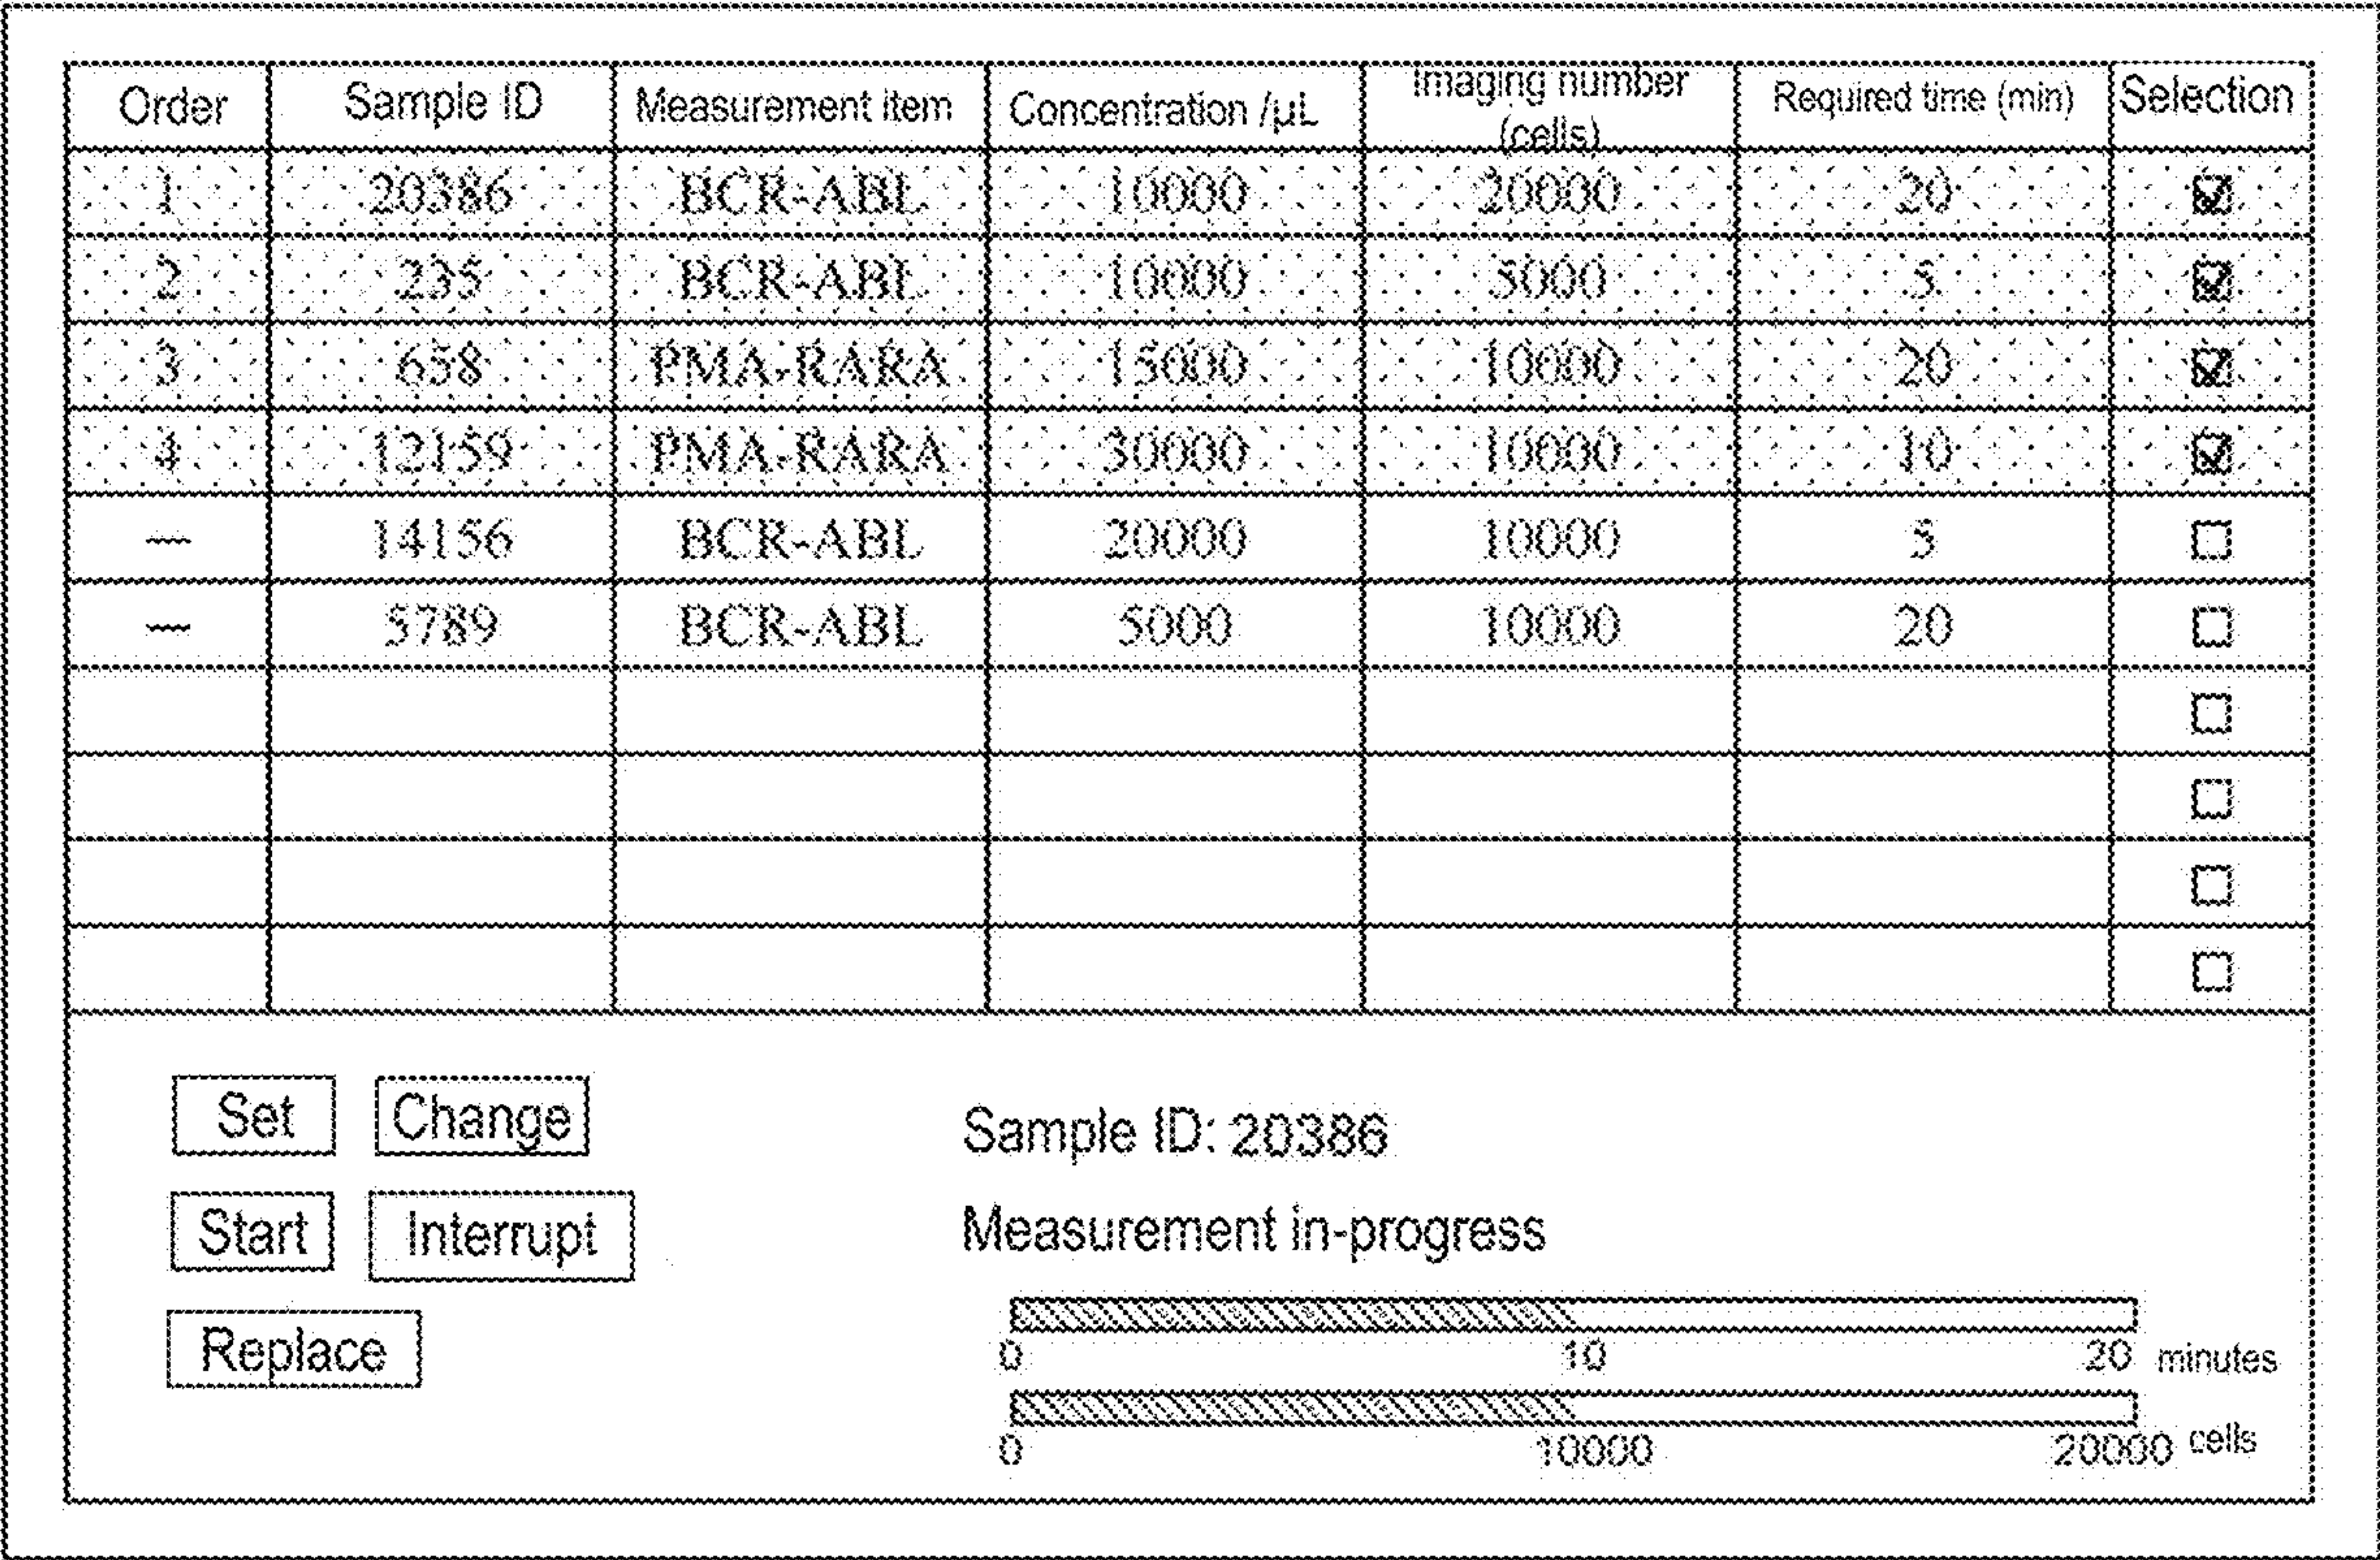 Order Sample ID Measurement item Concentration /µL Imaging number (cells) Required time (min) Selection
1 20386 BCR-ABL 10000 20000 20
2 235 BCR-ABL 10000 5000 5
3 658 PMA-RARA 15000 10000 20
4 12159 PMA-RARA 30000 10000 10
— 14156 BCR-ABL 20000 10000 5
— 5789 BCR-ABL 5000 10000 20
Set Change
Start Interrupt
Replace
Sample ID: 20386
Measurement in-progress
0 10 20 minutes
0 10000 20000 cells